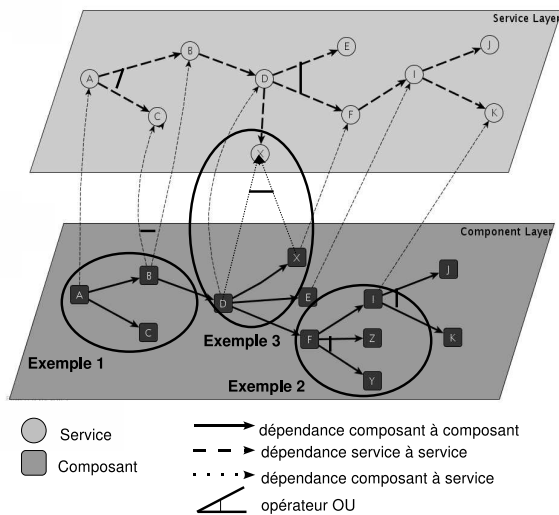 Service Layer
B
E
J
A
D
I
C
F
K
X
Component Layer
X
J
B
A
D
E
I
C
F
Z
K
Exemple 1
Exemple 3
Y
Exemple 2
Service
dépendance composant à composant
dépendance service à service
Composant
dépendance composant à service
opérateur OU